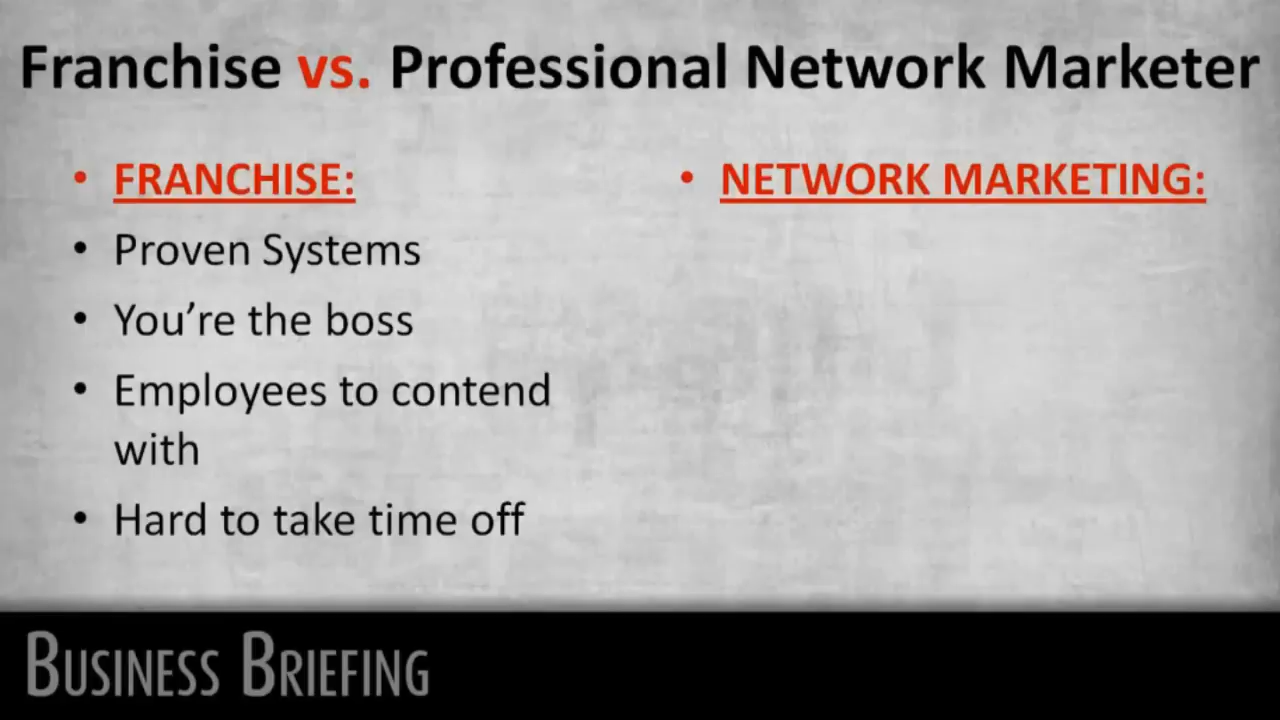 Franchise vs. Professional Network Marketer
• FRANCHISE:
• Proven Systems
• You’re the boss
• Employees to contend
with
• Hard to take time off
• NETWORK MARKETING:
BUSINESS BRIEFING